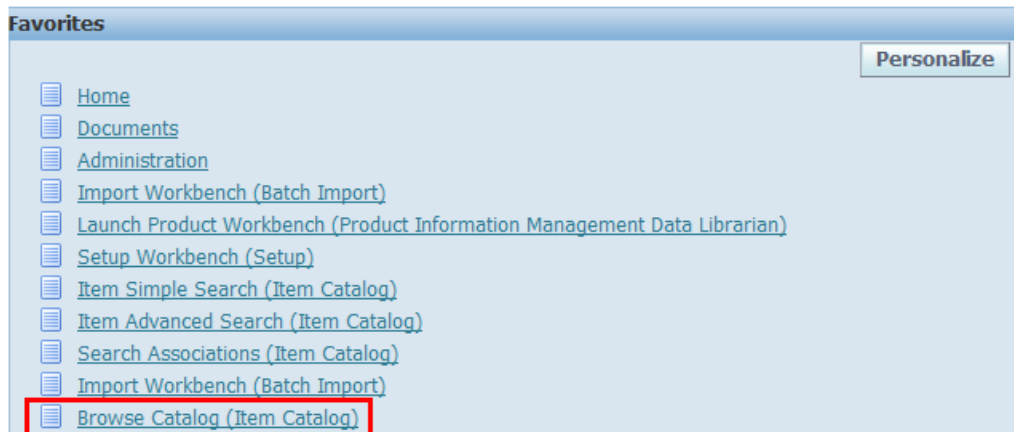 Favorites
Personalize
Home
Documents
Administration
Import Workbench (Batch Import)
Launch Product Workbench (Product Information Management Data Librarian)
Setup Workbench (Setup)
Item Simple Search (Item Catalog)
Item Advanced Search (Item Catalog)
Search Associations (Item Catalog)
Import Workbench (Batch Import)
Browse Catalog (Item Catalog)